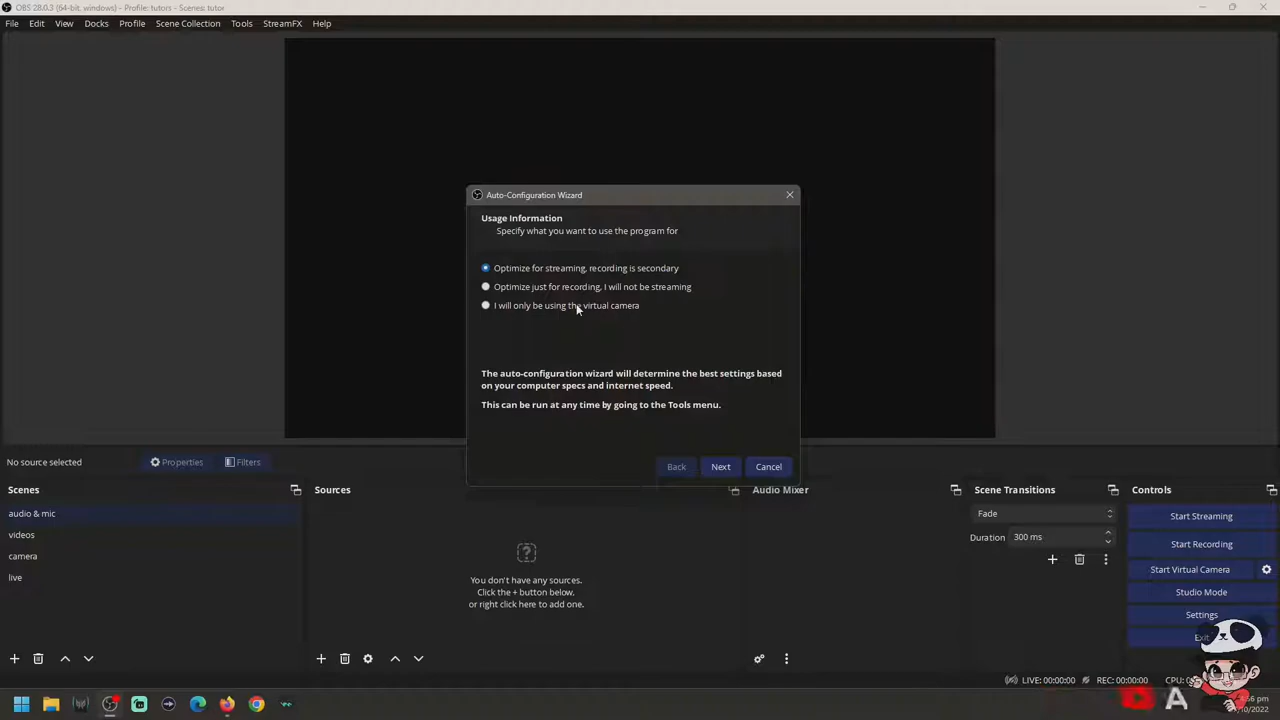 OBS 28.0.3 (64-bit, windows) - Profile: tutors - Scenes: tutor
File Edit View Docks Profile Scene Collection Tools StreamFX Help
Auto-Configuration Wizard
Usage Information
Specify what you want to use the program for
Optimize for streaming, recording is secondary
Optimize just for recording, I will not be streaming
I will only be using the virtual camera
The auto-configuration wizard will determine the best settings based
on your computer specs and internet speed.
This can be run at any time by going to the Tools menu.
Back Next Cancel
No source selected Properties Filters
Scenes
audio & mic
videos
camera
live
Sources
You don't have any sources.
Click the + button below,
or right click here to add one.
Audio Mixer
Scene Transitions
Fade
Duration 300 ms
Controls
Start Streaming
Start Recording
Start Virtual Camera
Studio Mode
Settings
LIVE: 00:00:00 REC: 00:00:00
A